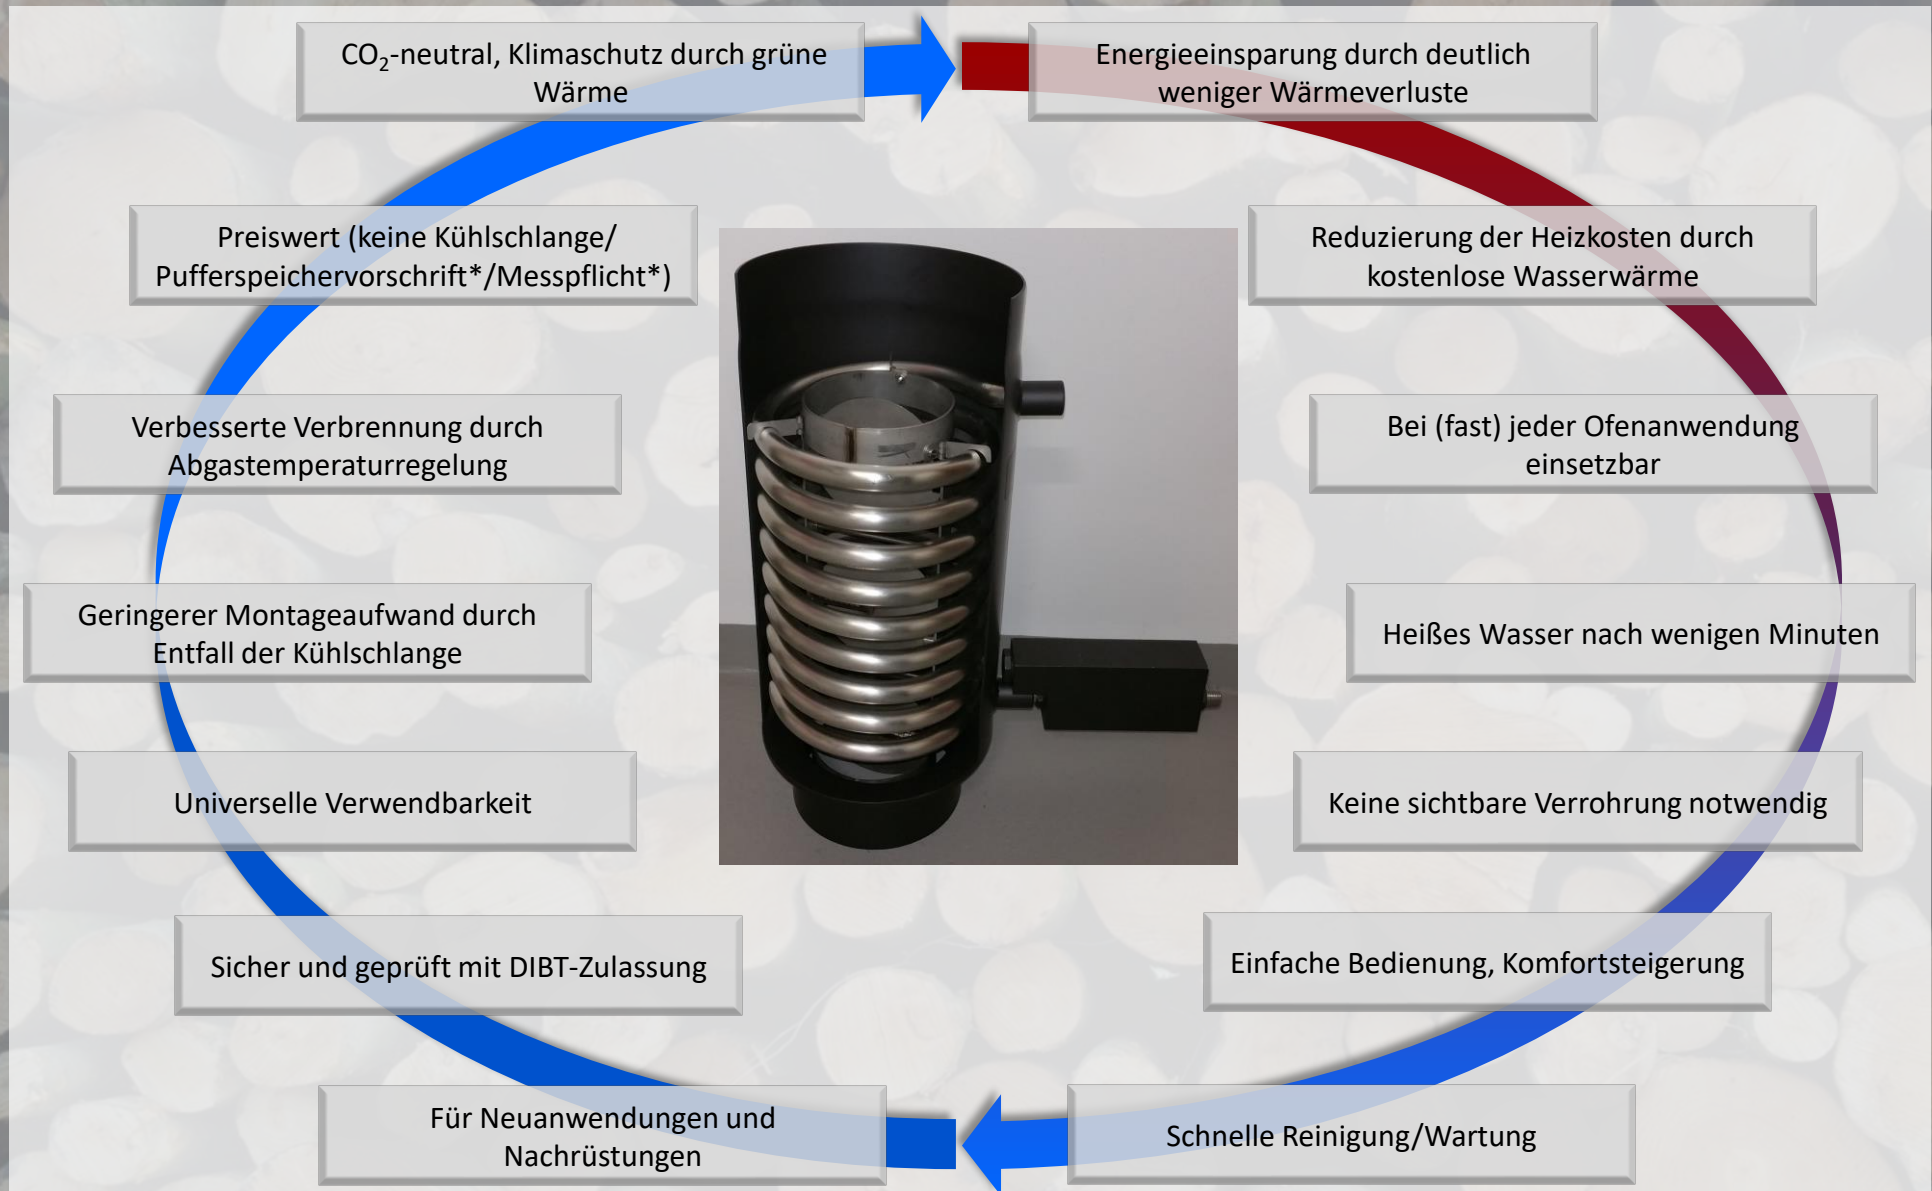 CO₂-neutral, Klimaschutz durch grüne
Wärme
Energieeinsparung durch deutlich
weniger Wärmeverluste
Preiswert (keine Kühlschlange/
Pufferspeichervorschrift*/Messpflicht*)
Reduzierung der Heizkosten durch
kostenlose Wasserwärme
Verbesserte Verbrennung durch
Abgastemperaturregelung
Bei (fast) jeder Ofenanwendung
einsetzbar
Geringerer Montageaufwand durch
Entfall der Kühlschlange
Heißes Wasser nach wenigen Minuten
Universelle Verwendbarkeit
Keine sichtbare Verrohrung notwendig
Sicher und geprüft mit DIBT-Zulassung
Einfache Bedienung, Komfortsteigerung
Für Neuanwendungen und
Nachrüstungen
Schnelle Reinigung/Wartung